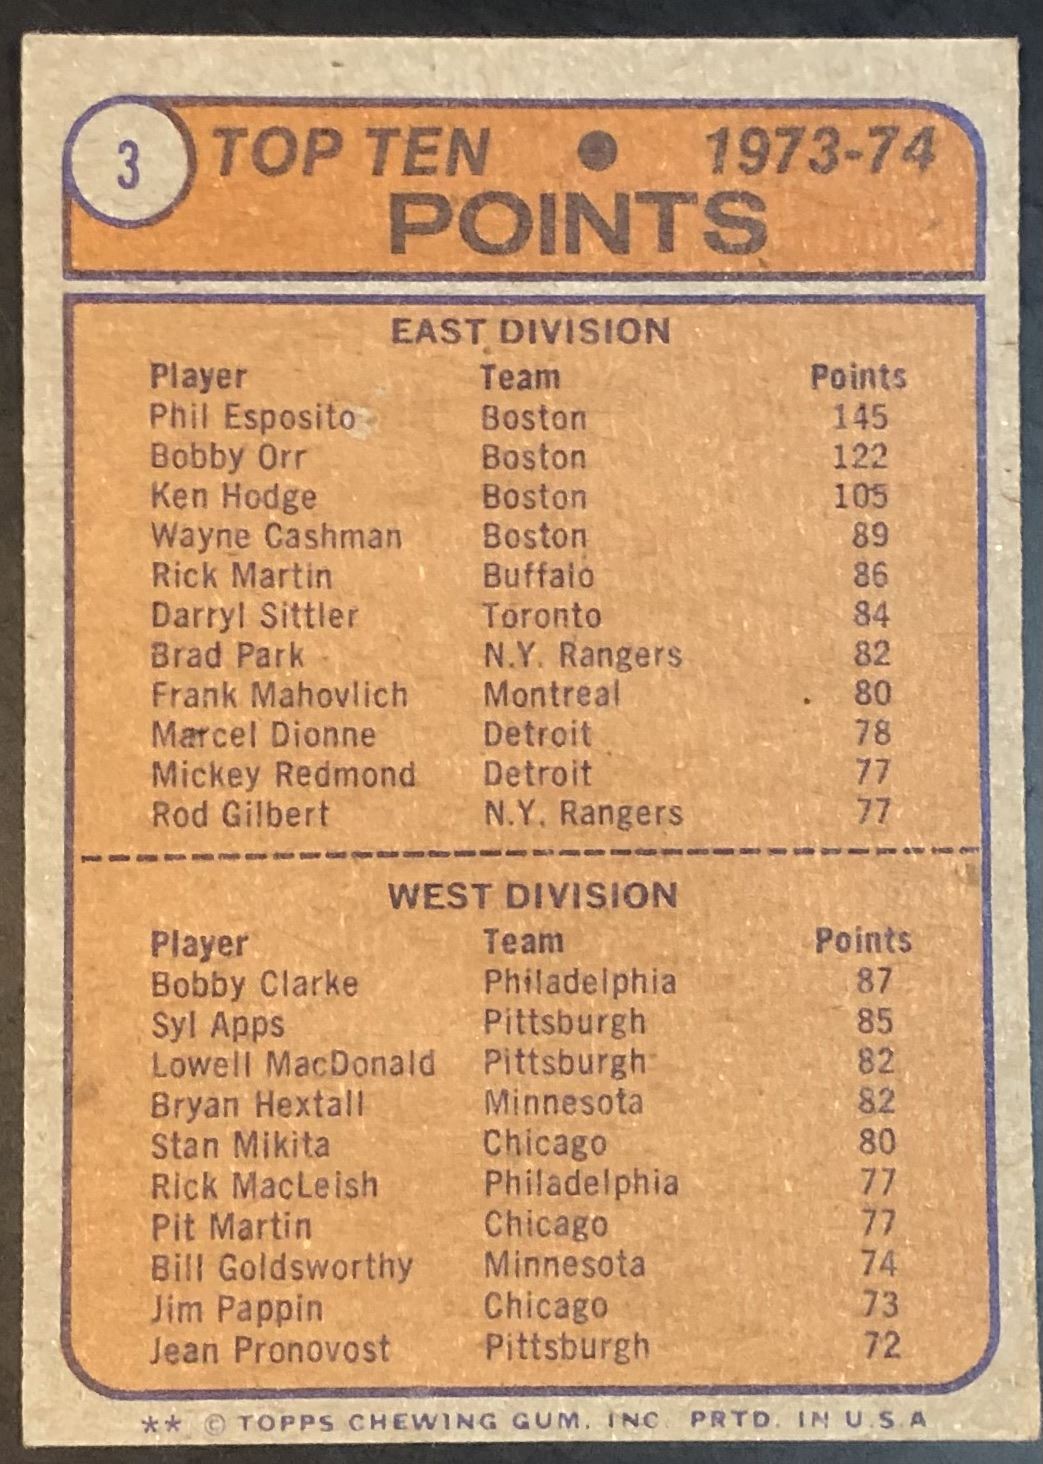 3 TOP TEN ● 1973-74
POINTS
EAST DIVISION
Player Team Points
Phil Esposito Boston 145
Bobby Orr Boston 122
Ken Hodge Boston 105
Wayne Cashman Boston 89
Rick Martin Buffalo 86
Darryl Sittler Toronto 84
Brad Park N.Y. Rangers 82
Frank Mahovlich Montreal 80
Marcel Dionne Detroit 78
Mickey Redmond Detroit 77
Rod Gilbert N.Y. Rangers 77
WEST DIVISION
Player Team Points
Bobby Clarke Philadelphia 87
Syl Apps Pittsburgh 85
Lowell MacDonald Pittsburgh 82
Bryan Hextall Minnesota 82
Stan Mikita Chicago 80
Rick MacLeish Philadelphia 77
Pit Martin Chicago 77
Bill Goldsworthy Minnesota 74
Jim Pappin Chicago 73
Jean Pronovost Pittsburgh 72
** © TOPPS CHEWING GUM, INC. PRTD. IN U.S.A